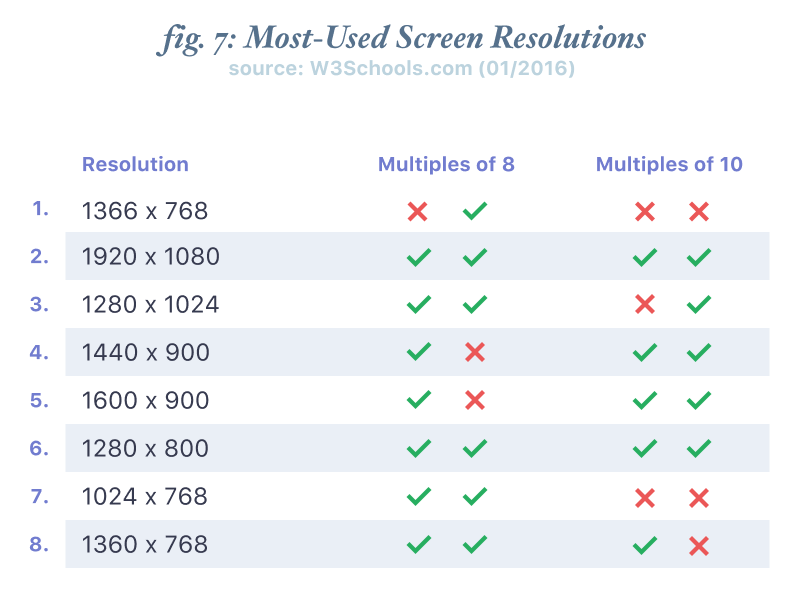 fig. 7: Most-Used Screen Resolutions
source: W3Schools.com (01/2016)
Resolution Multiples of 8 Multiples of 10
1. 1366 x 768
2. 1920 x 1080
3. 1280 x 1024
4. 1440 x 900
5. 1600 x 900
6. 1280 x 800
7. 1024 x 768
8. 1360 x 768